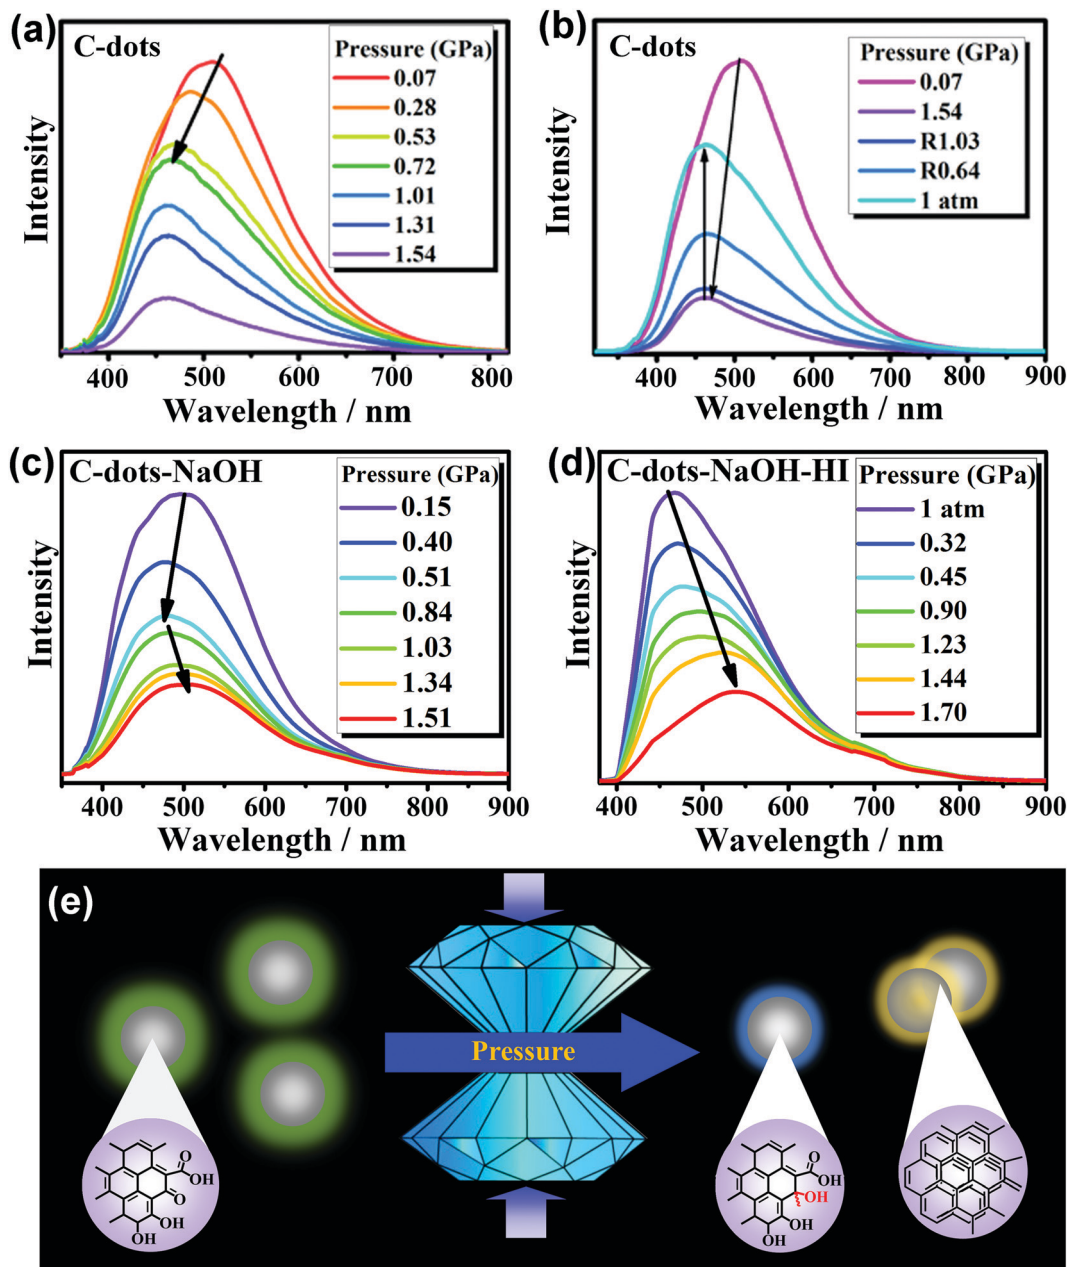 (a)
C-dots
Pressure (GPa)
0.07
0.28
0.53
0.72
1.01
1.31
1.54
Intensity
400 500 600 700 800
Wavelength / nm
(b)
C-dots
Pressure (GPa)
0.07
1.54
R1.03
R0.64
1 atm
Intensity
400 500 600 700 800 900
Wavelength / nm
(c)
C-dots-NaOH
Pressure (GPa)
0.15
0.40
0.51
0.84
1.03
1.34
1.51
Intensity
400 500 600 700 800 900
Wavelength / nm
(d)
C-dots-NaOH-HI
Pressure (GPa)
1 atm
0.32
0.45
0.90
1.23
1.44
1.70
Intensity
400 500 600 700 800 900
Wavelength / nm
(e)
Pressure
O
OH
O
OH
OH
O
OH
OH
OH
OH